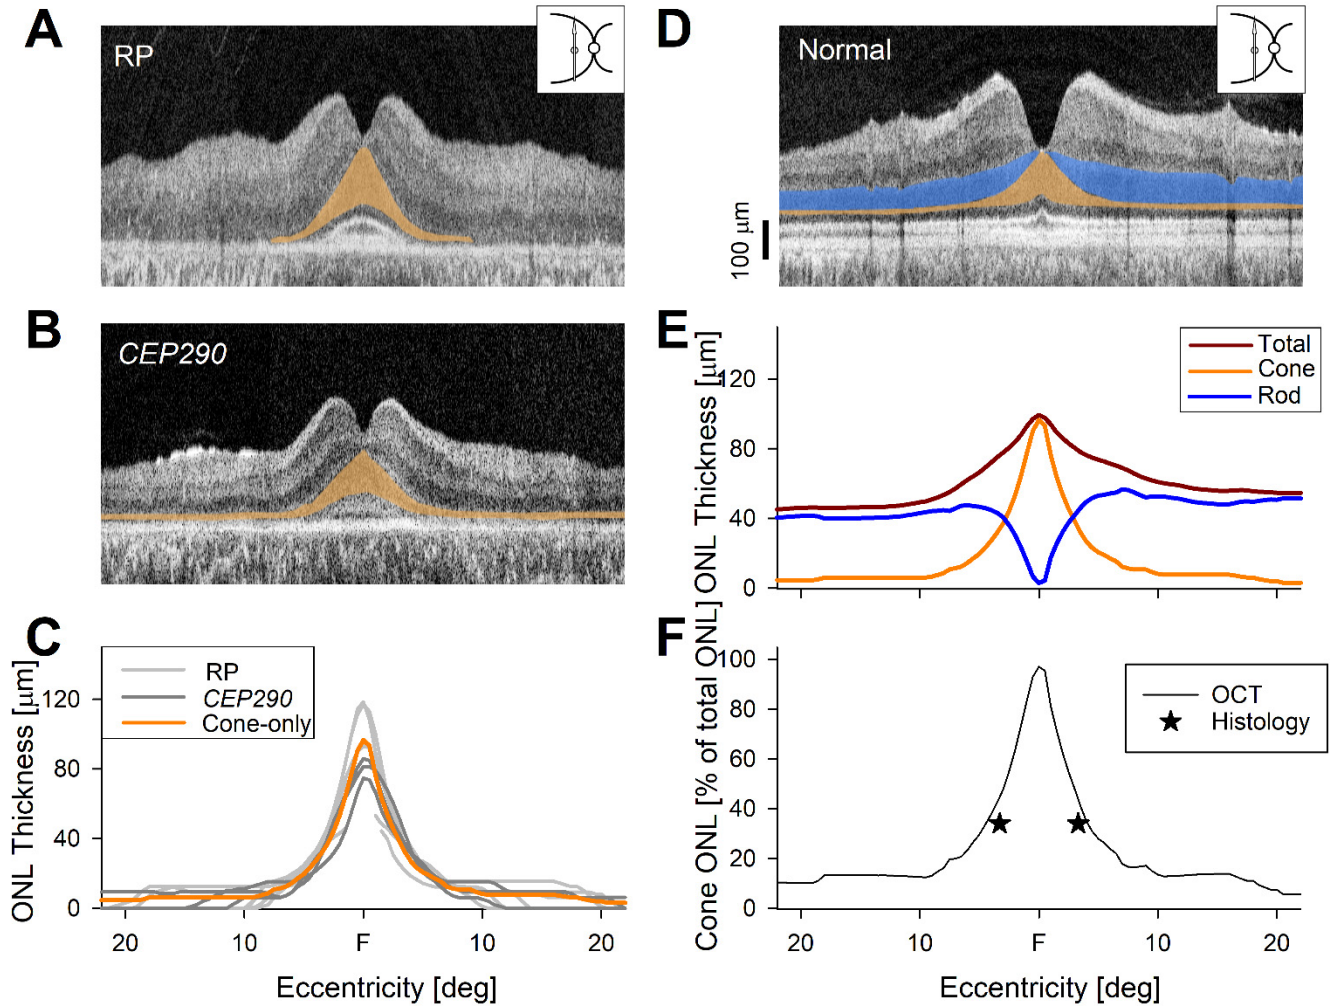 A
RP
B
CEP290
C
RP
CEP290
Cone-only
ONL Thickness [μm]
120
80
40
0
20
10
F
10
20
Eccentricity [deg]
D
Normal
100 μm
E
Total
Cone
Rod
ONL Thickness [μm]
120
80
40
0
10
20
F
OCT
Histology
Cone ONL [% of total ONL]
100
80
60
40
20
0
20
10
F
10
20
Eccentricity [deg]